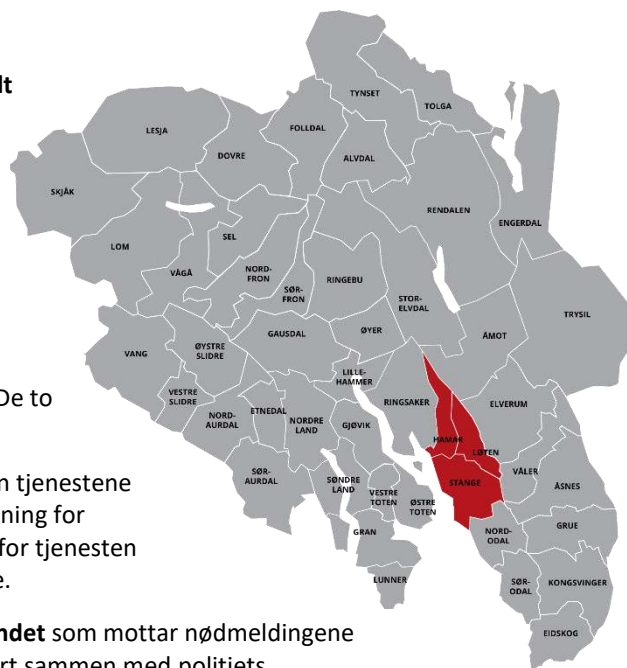 lt
TYNSET
TOLGA
LESJA
FOLLDAL
DOVRE
ALVDAL
SKJÅK
RENDALEN
ENGERDAL
LOM
SEL
VÅGÅ
NORD-
FRON
SØR-
FRON
RINGEBU
STOR-
ELVDAL
TRYSIL
GAUSDAL
ØYER
ÅMOT
VANG
ØYSTRE
SLIDRE
LILLE-
HAMMER
RINGSAKER
VESTRE
SLIDRE
NORD-
AURDAL
ETNEDAL
NORDRE
LAND
GJØVIK
ELVERUM
HAMAR
LØTEN
De to
SØR-
AURDAL
SØNDRE
LAND
VESTRE
TOTEN
ØSTRE
TOTEN
STANGE
VÅLER
ÅSNES
n tjenestene
ning for
for tjenesten
e.
GRAN
NORD-
ODAL
GRUE
LUNNER
SØR-
ODAL
KONGSVINGER
EIDSKOG
ndet som mottar nødmeldingene
rt sammen med politiets